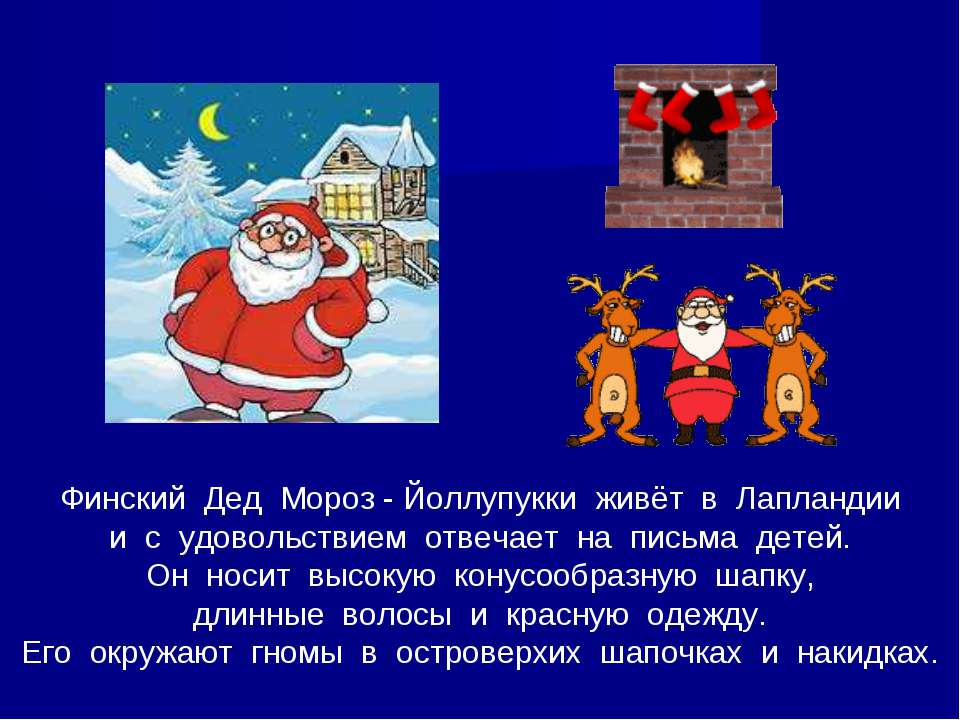 Финский Дед Мороз - Йоллупукки живёт в Лапландии
и с удовольствием отвечает на письма детей.
Он носит высокую конусообразную шапку,
длинные волосы и красную одежду.
Его окружают гномы в островерхих шапочках и накидках.